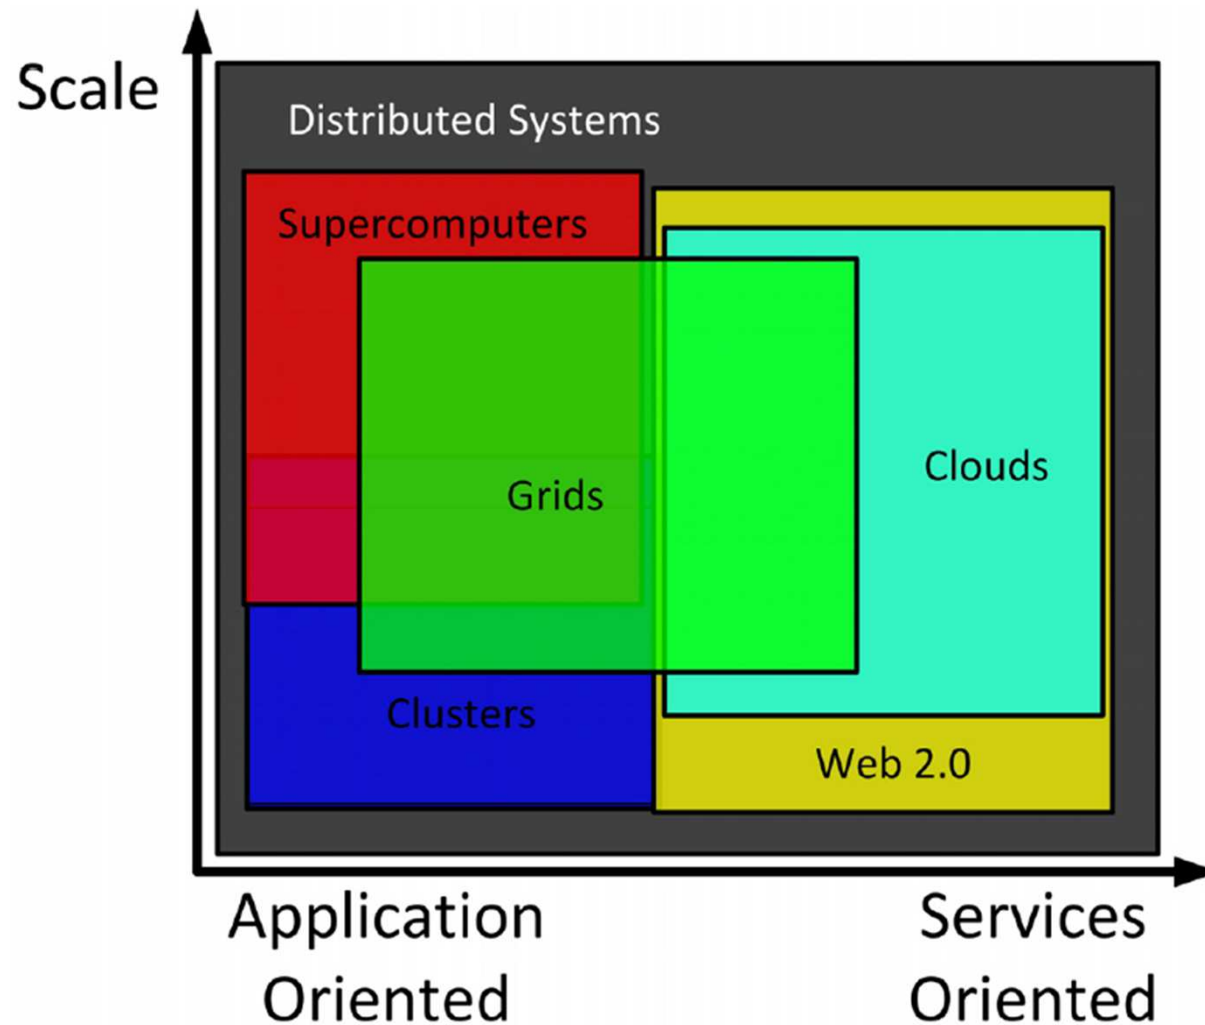 Scale
Distributed Systems
Supercomputers
Grids
Clouds
Clusters
Web 2.0
Application
Oriented
Services
Oriented